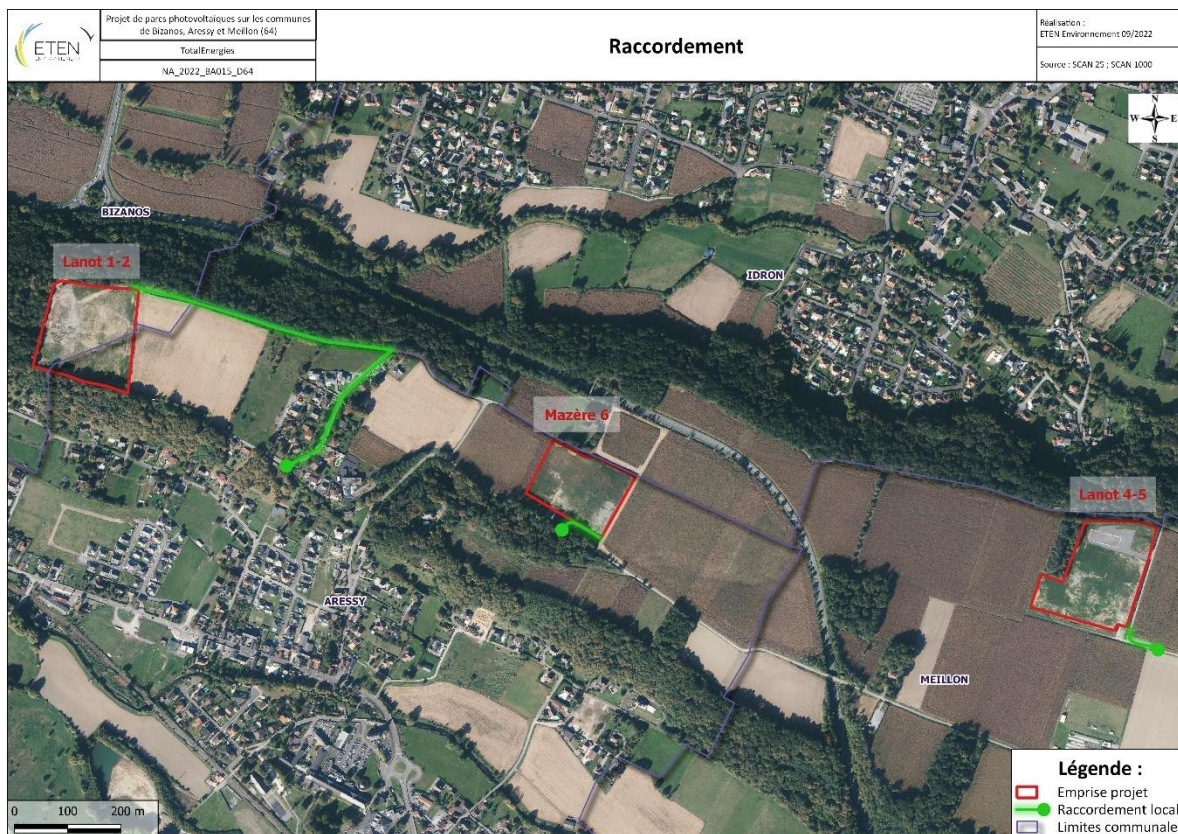 ETEN
Projet de parcs photovoltaïques sur les communes
de Bizanos, Aressy et Meillon (64)
TotalEnergies
NA_2022_BA015_D64
Raccordement
Réalisation :
ETEN Environnement 09/2022
Source : SCAN 25 ; SCAN 1000
N
W
E
S
BIZANOS
Lanot 1-2
IDRON
Mazère 6
Lanot 4-5
ARESSY
MEILLON
Légende :
Emprise projet
Raccordement local
Limites communale
0 100 200 m